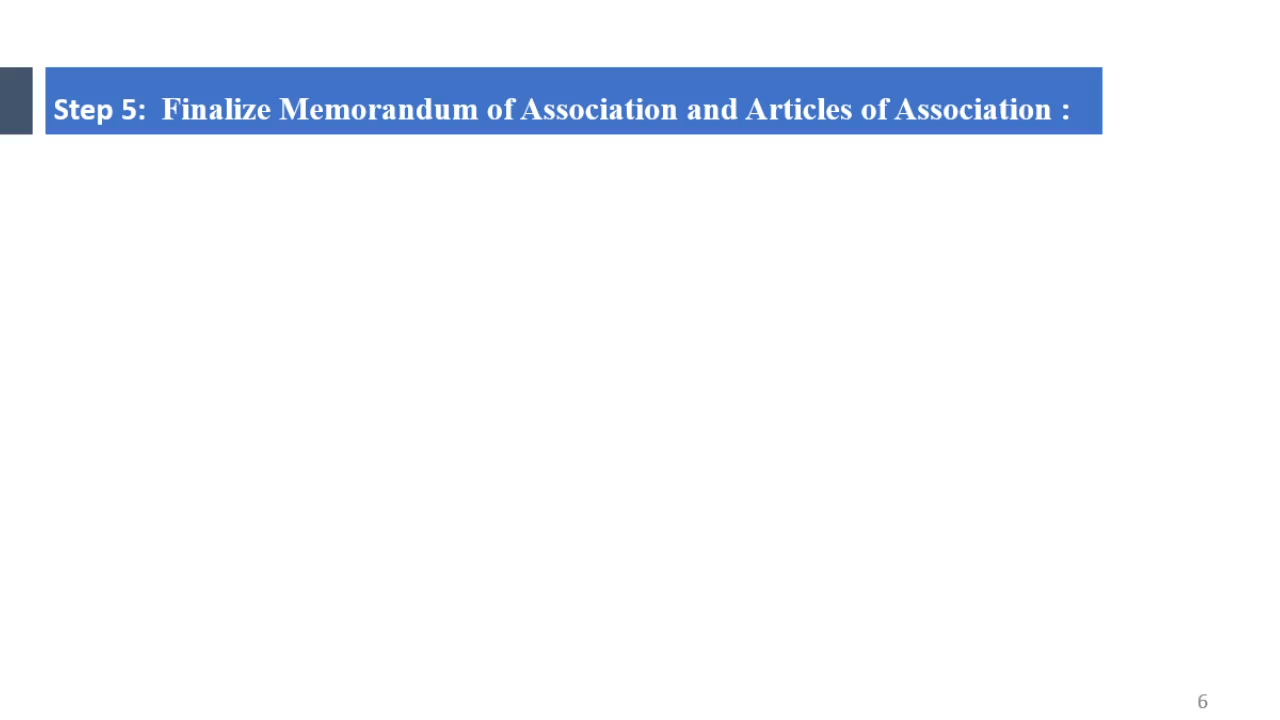 Step 5: Finalize Memorandum of Association and Articles of Association :
6